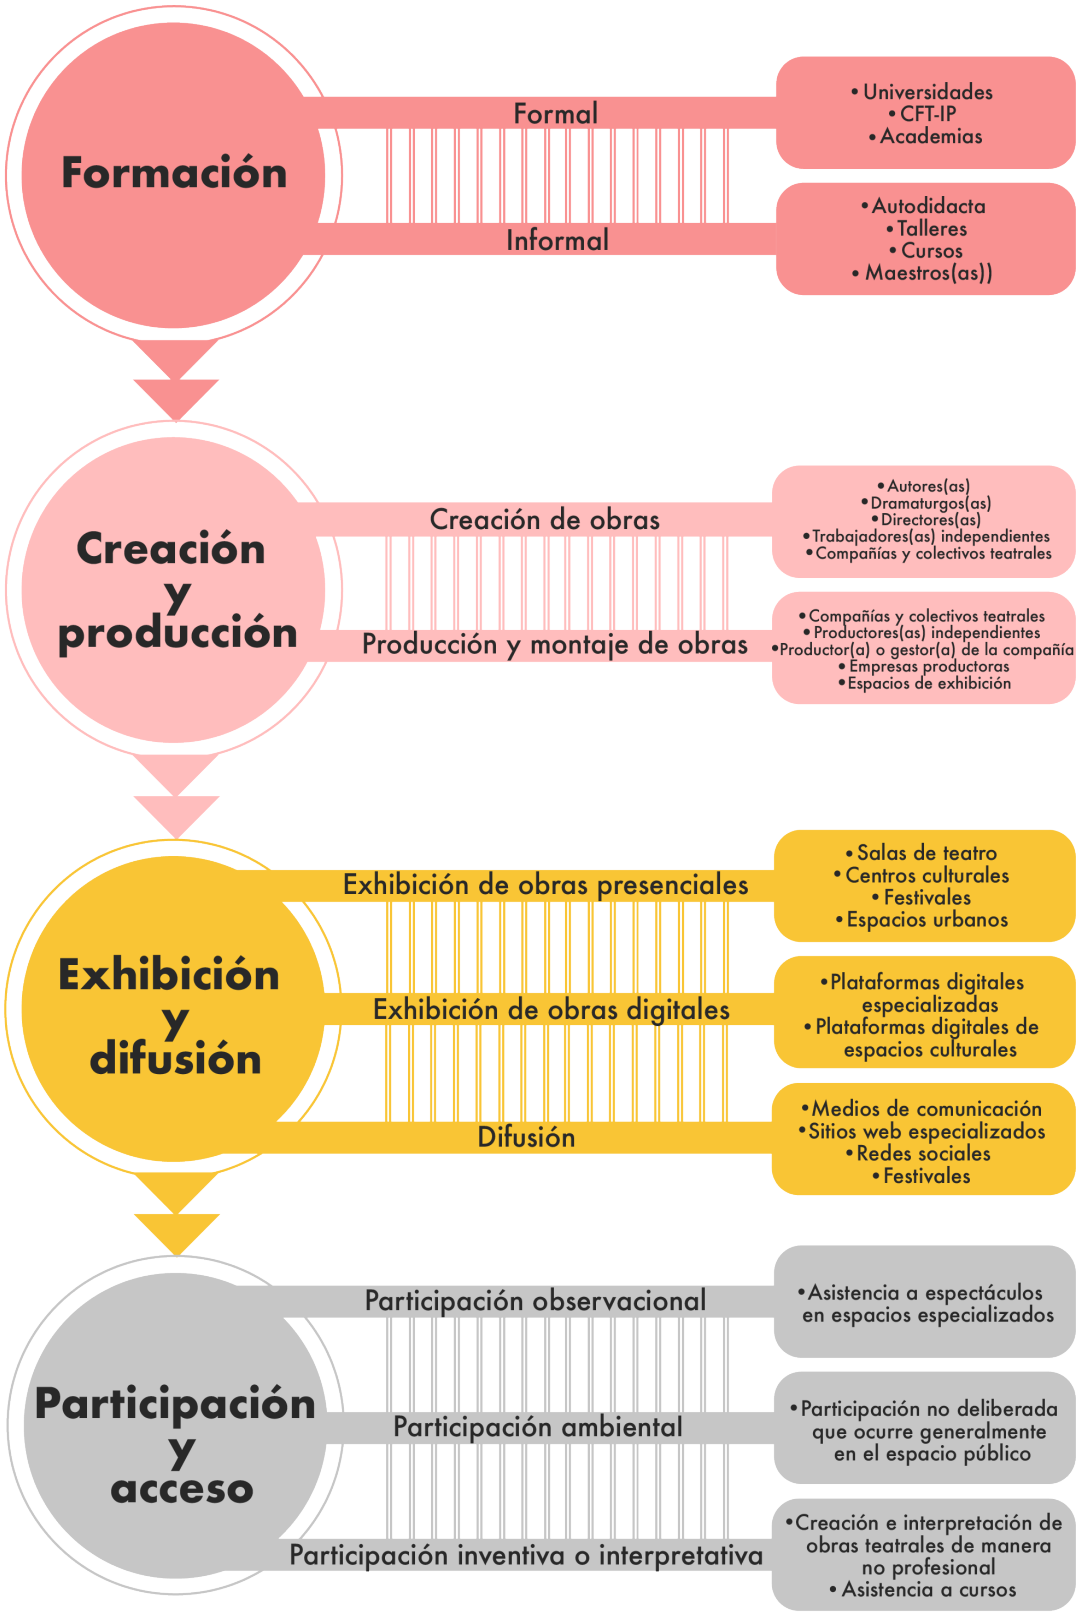 Formación
Formal
• Universidades
• CFT-IP
• Academias
Informal
• Autodidacta
• Talleres
• Cursos
• Maestros(as))
Creación
y
producción
Creación de obras
• Autores(as)
• Dramaturgos(as)
• Directores(as)
• Trabajadores(as) independientes
• Compañías y colectivos teatrales
Producción y montaje de obras
• Compañías y colectivos teatrales
• Productores(as) independientes
• Productor(a) o gestor(a) de la compañía
• Empresas productoras
• Espacios de exhibición
Exhibición
y
difusión
Exhibición de obras presenciales
• Salas de teatro
• Centros culturales
• Festivales
• Espacios urbanos
Exhibición de obras digitales
• Plataformas digitales
especializadas
• Plataformas digitales de
espacios culturales
Difusión
• Medios de comunicación
• Sitios web especializados
• Redes sociales
• Festivales
Participación
y
acceso
Participación observacional
• Asistencia a espectáculos
en espacios especializados
Participación ambiental
• Participación no deliberada
que ocurre generalmente
en el espacio público
Participación inventiva o interpretativa
• Creación e interpretación de
obras teatrales de manera
no profesional
• Asistencia a cursos